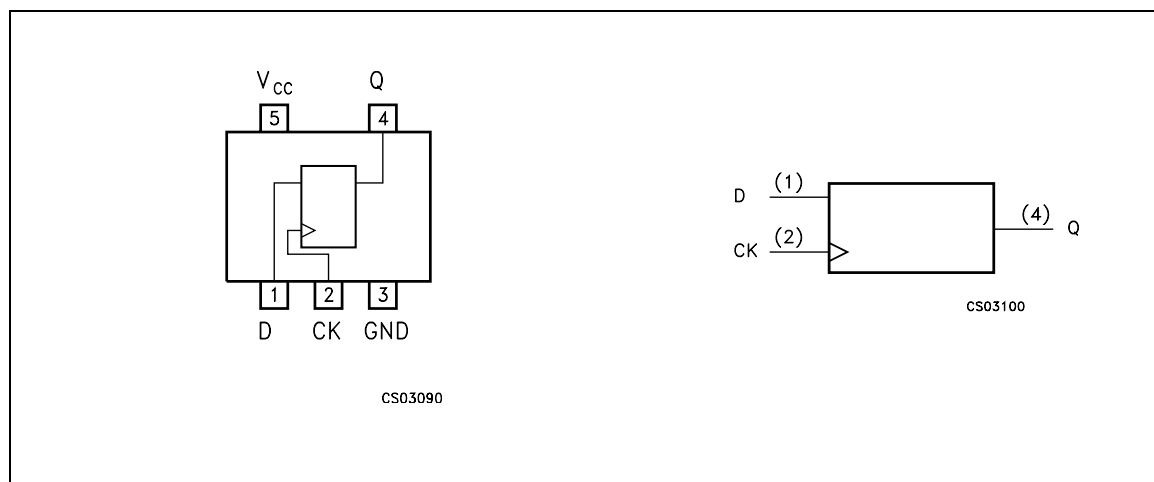 VCC Q
5 4
1 2 3
D CK GND
CS03090
D (1)
CK (2)
(4) Q
CS03100